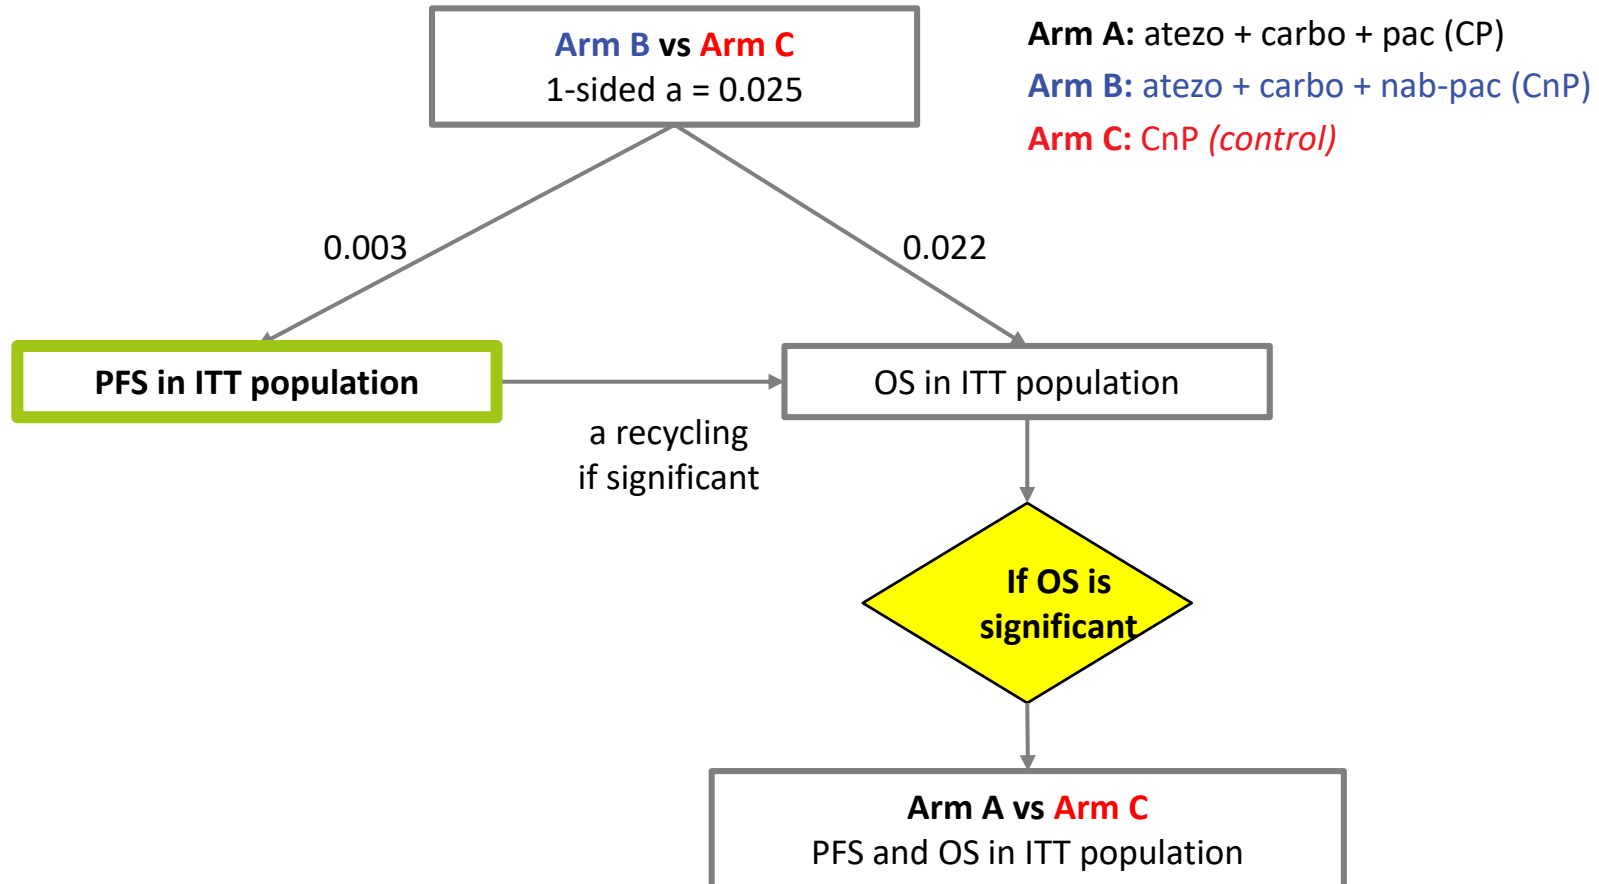 Arm B vs Arm C
1-sided a = 0.025
Arm A: atezo + carbo + pac (CP)
Arm B: atezo + carbo + nab-pac (CnP)
Arm C: CnP (control)
0.003
0.022
PFS in ITT population
OS in ITT population
a recycling
if significant
If OS is
significant
Arm A vs Arm C
PFS and OS in ITT population